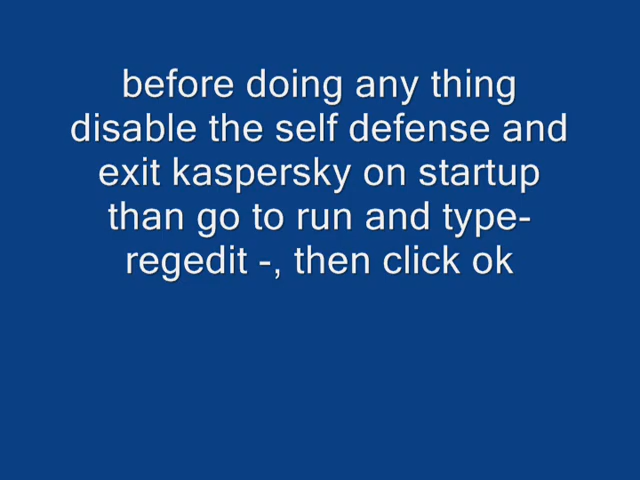 before doing any thing
disable the self defense and
exit kaspersky on startup
than go to run and type-
regedit -, then click ok